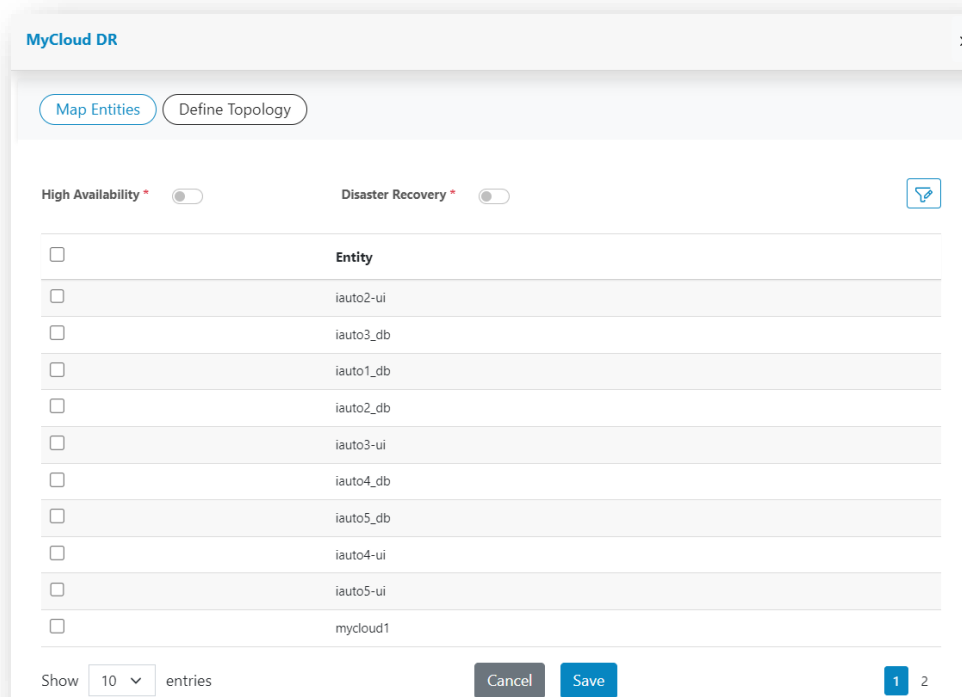 MyCloud DR
Map Entities Define Topology
High Availability * Disaster Recovery *
Entity
iauto2-ui
iauto3_db
iauto1_db
iauto2_db
iauto3-ui
iauto4_db
iauto5_db
iauto4-ui
iauto5-ui
mycloud1
Show 10 entries Cancel Save 1 2